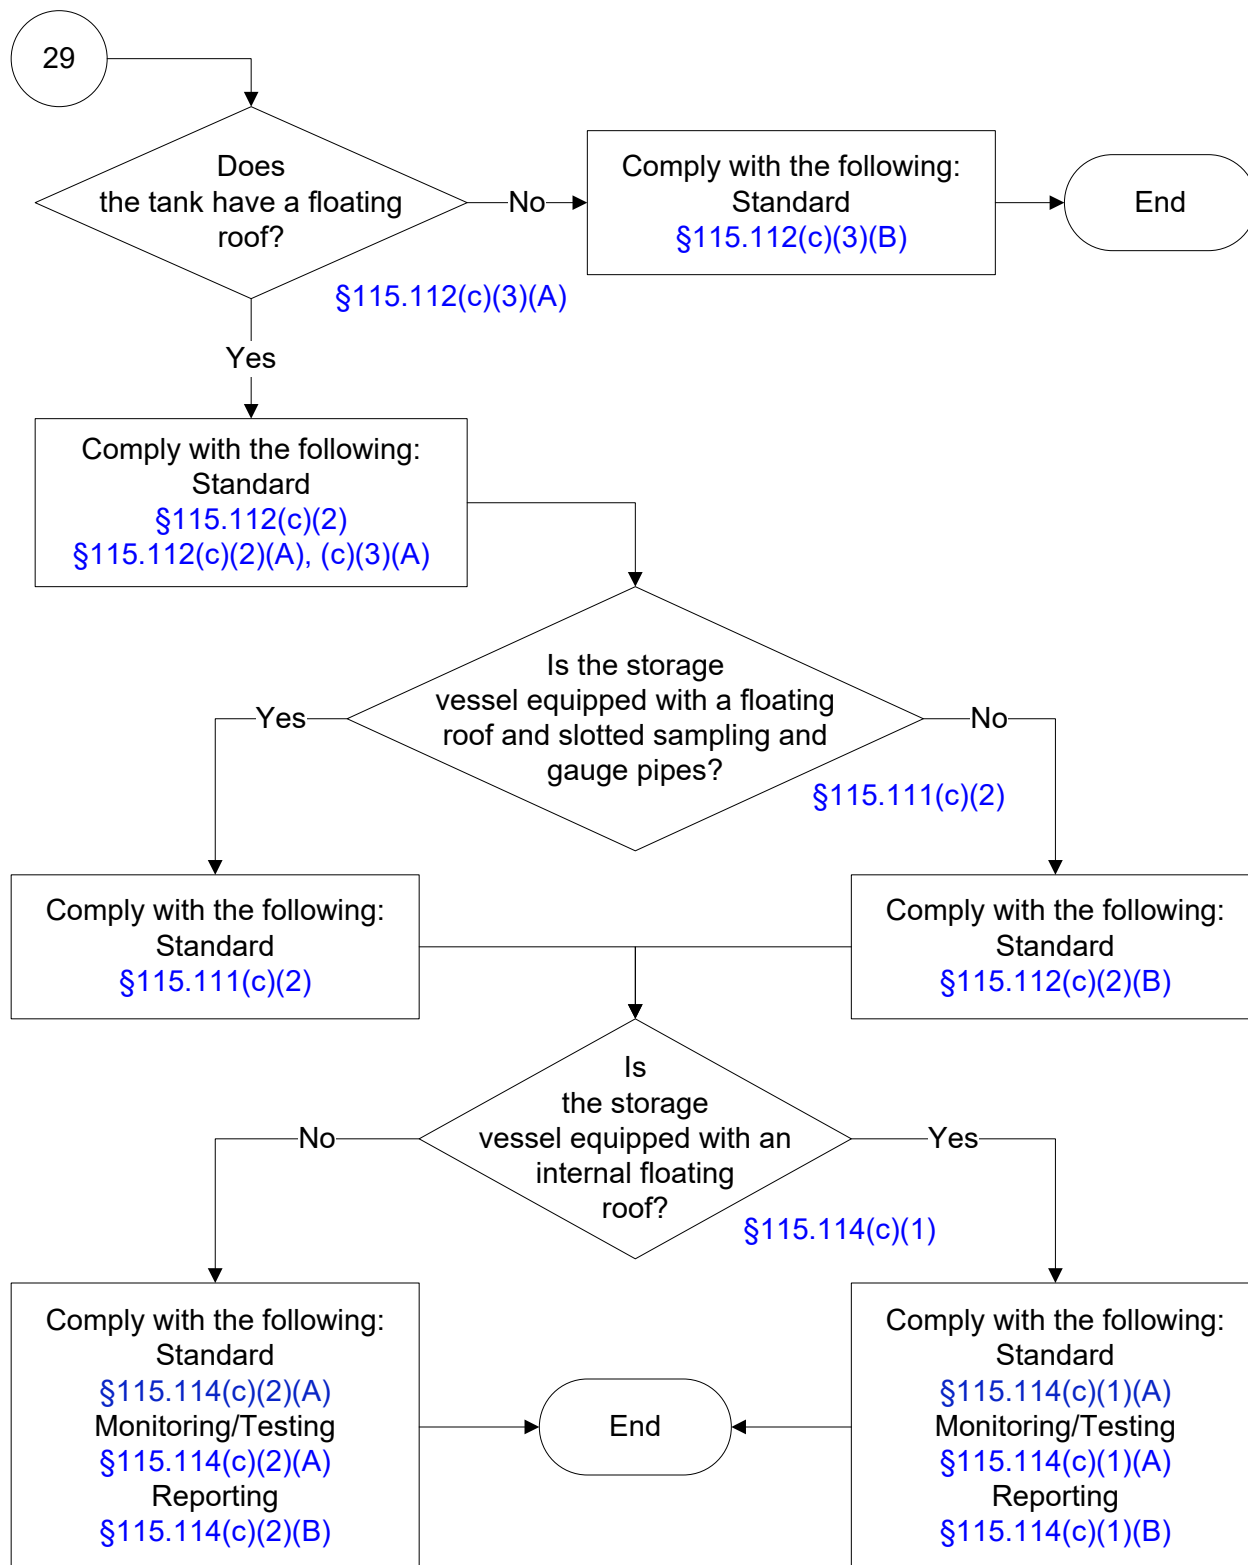 29
Does
the tank have a floating
roof?
No
Comply with the following:
Standard
§115.112(c)(3)(B)
End
§115.112(c)(3)(A)
Yes
Comply with the following:
Standard
§115.112(c)(2)
§115.112(c)(2)(A), (c)(3)(A)
Is the storage
vessel equipped with a floating
roof and slotted sampling and
gauge pipes?
Yes
No
§115.111(c)(2)
Comply with the following:
Standard
§115.111(c)(2)
Comply with the following:
Standard
§115.112(c)(2)(B)
Is
the storage
vessel equipped with an
internal floating
roof?
No
Yes
§115.114(c)(1)
Comply with the following:
Standard
§115.114(c)(2)(A)
Monitoring/Testing
§115.114(c)(2)(A)
Reporting
§115.114(c)(2)(B)
End
Comply with the following:
Standard
§115.114(c)(1)(A)
Monitoring/Testing
§115.114(c)(1)(A)
Reporting
§115.114(c)(1)(B)